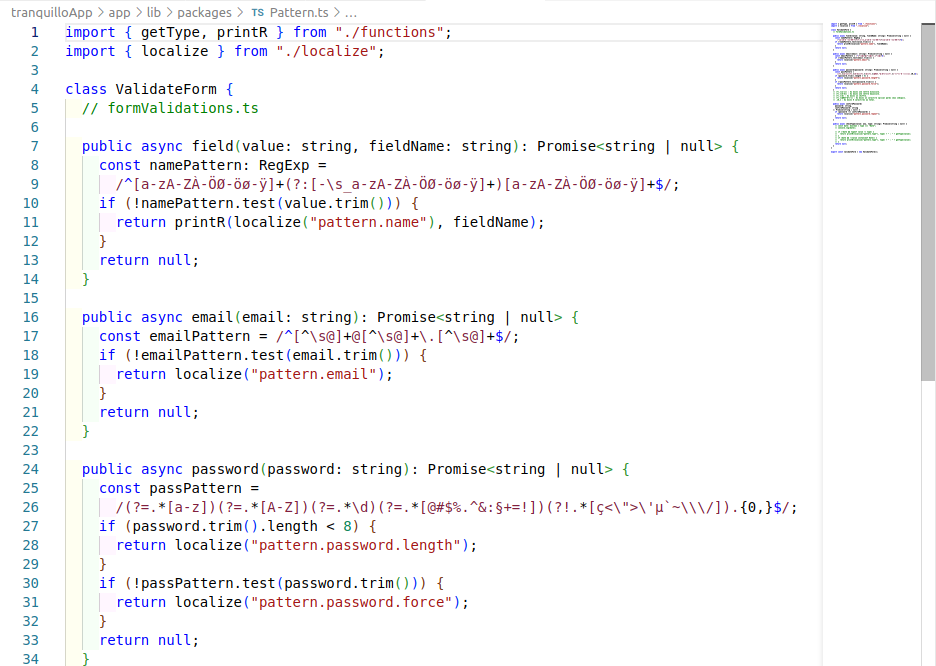 tranquilloApp > app > lib > packages > TS Pattern.ts > ...
1 import { getType, printR } from "./functions";
2 import { localize } from "./localize";
3
4 class ValidateForm {
5 // formValidations.ts
6
7 public async field(value: string, fieldName: string): Promise<string | null> {
8 const namePattern: RegExp =
9 /^[a-zA-ZÀ-ÖØ-öø-ÿ]+(?:[-\s_a-zA-ZÀ-ÖØ-öø-ÿ]+)[a-zA-ZÀ-ÖØ-öø-ÿ]+$/;
10 if (!namePattern.test(value.trim())) {
11 return printR(localize("pattern.name"), fieldName);
12 }
13 return null;
14 }
15
16 public async email(email: string): Promise<string | null> {
17 const emailPattern = /^[^\s@]+@[^\s@]+\.[^\s@]+$/;
18 if (!emailPattern.test(email.trim())) {
19 return localize("pattern.email");
20 }
21 return null;
22 }
23
24 public async password(password: string): Promise<string | null> {
25 const passPattern =
26 /(?=.*[a-z])(?=.*[A-Z])(?=.*\d)(?=.*[@#$%.^&:§+=!])(?!.*[ç<\">\'µ`~\\\/]).{0,}$/;
27 if (password.trim().length < 8) {
28 return localize("pattern.password.length");
29 }
30 if (!passPattern.test(password.trim())) {
31 return localize("pattern.password.force");
32 }
33 return null;
34 }